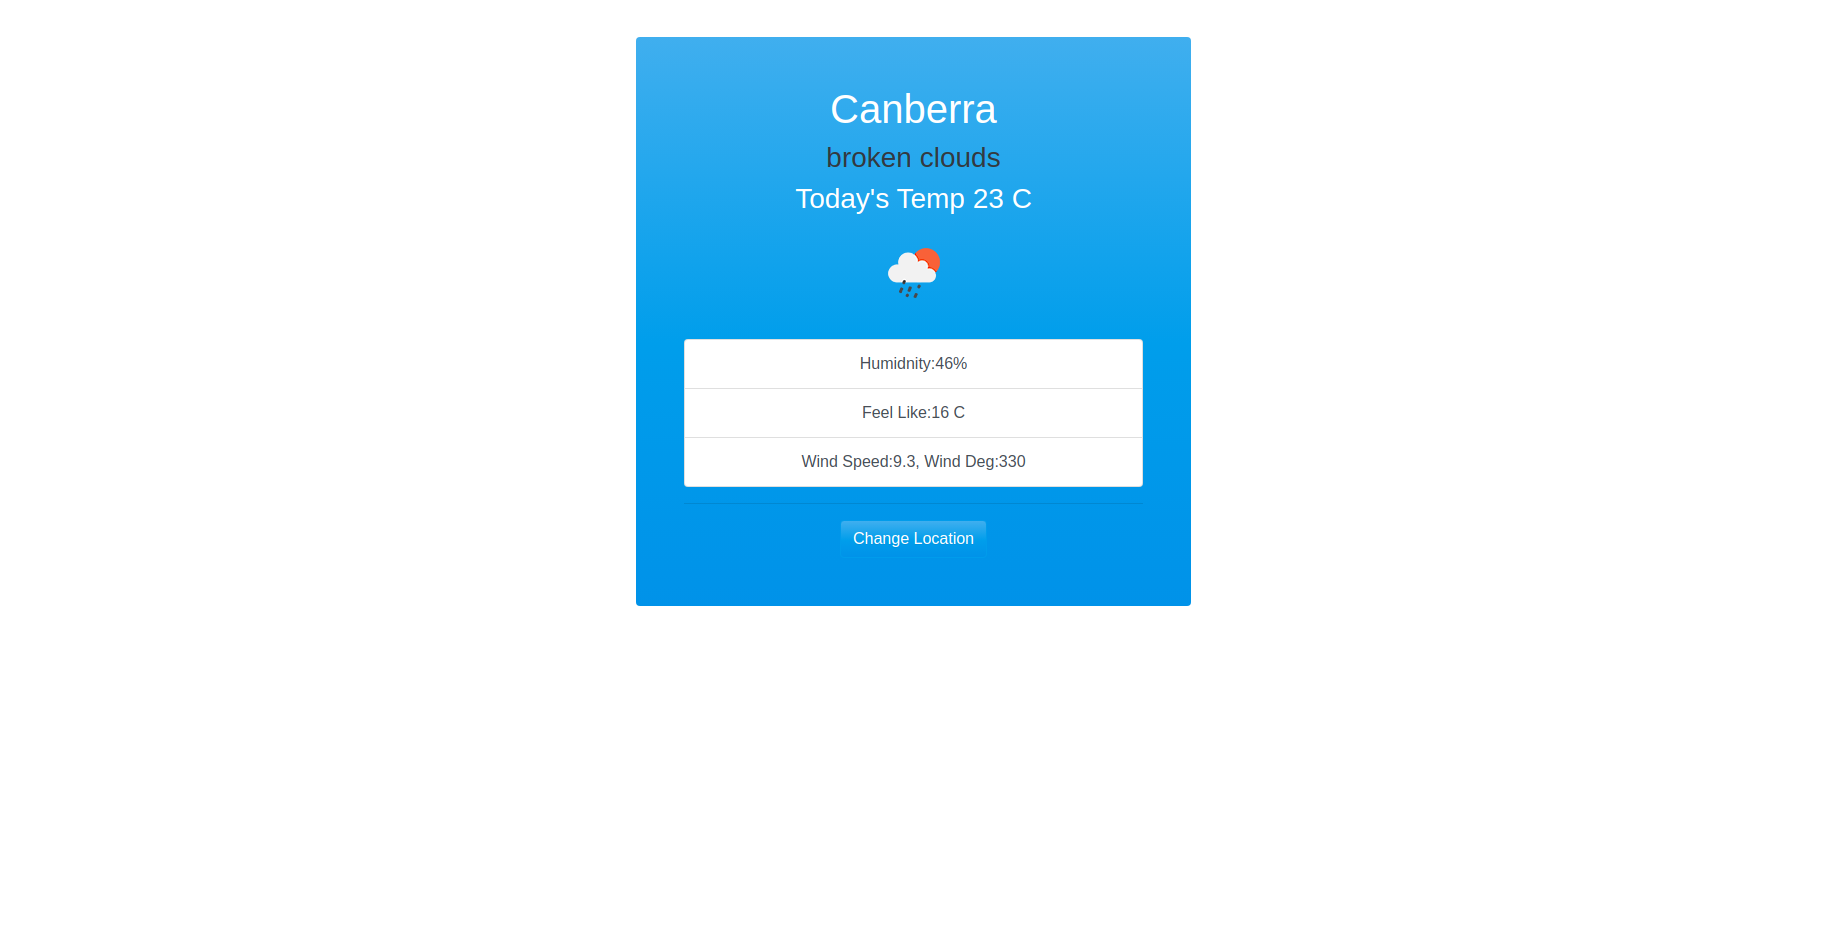 Canberra
broken clouds
Today's Temp 23 C
Humidnity:46%
Feel Like:16 C
Wind Speed:9.3, Wind Deg:330
Change Location